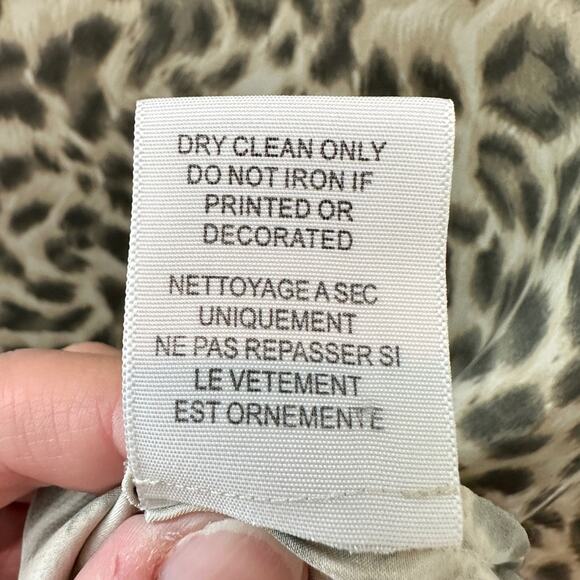 DRY CLEAN ONLY
DO NOT IRON IF
PRINTED OR
DECORATED
NETTOYAGE A SEC
UNIQUEMENT
NE PAS REPASSER SI
LE VETEMENT
EST ORNEMENTE